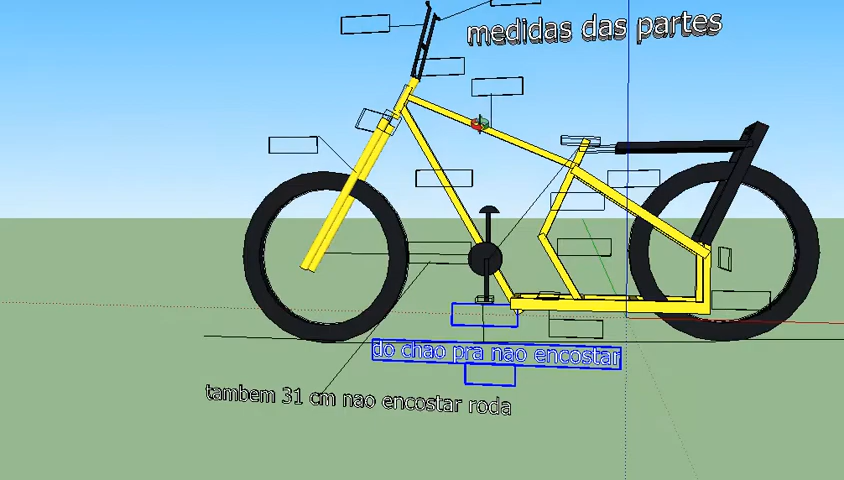 medidas das partes
do chao pra nao encostar
tambem 31 cm nao encostar roda